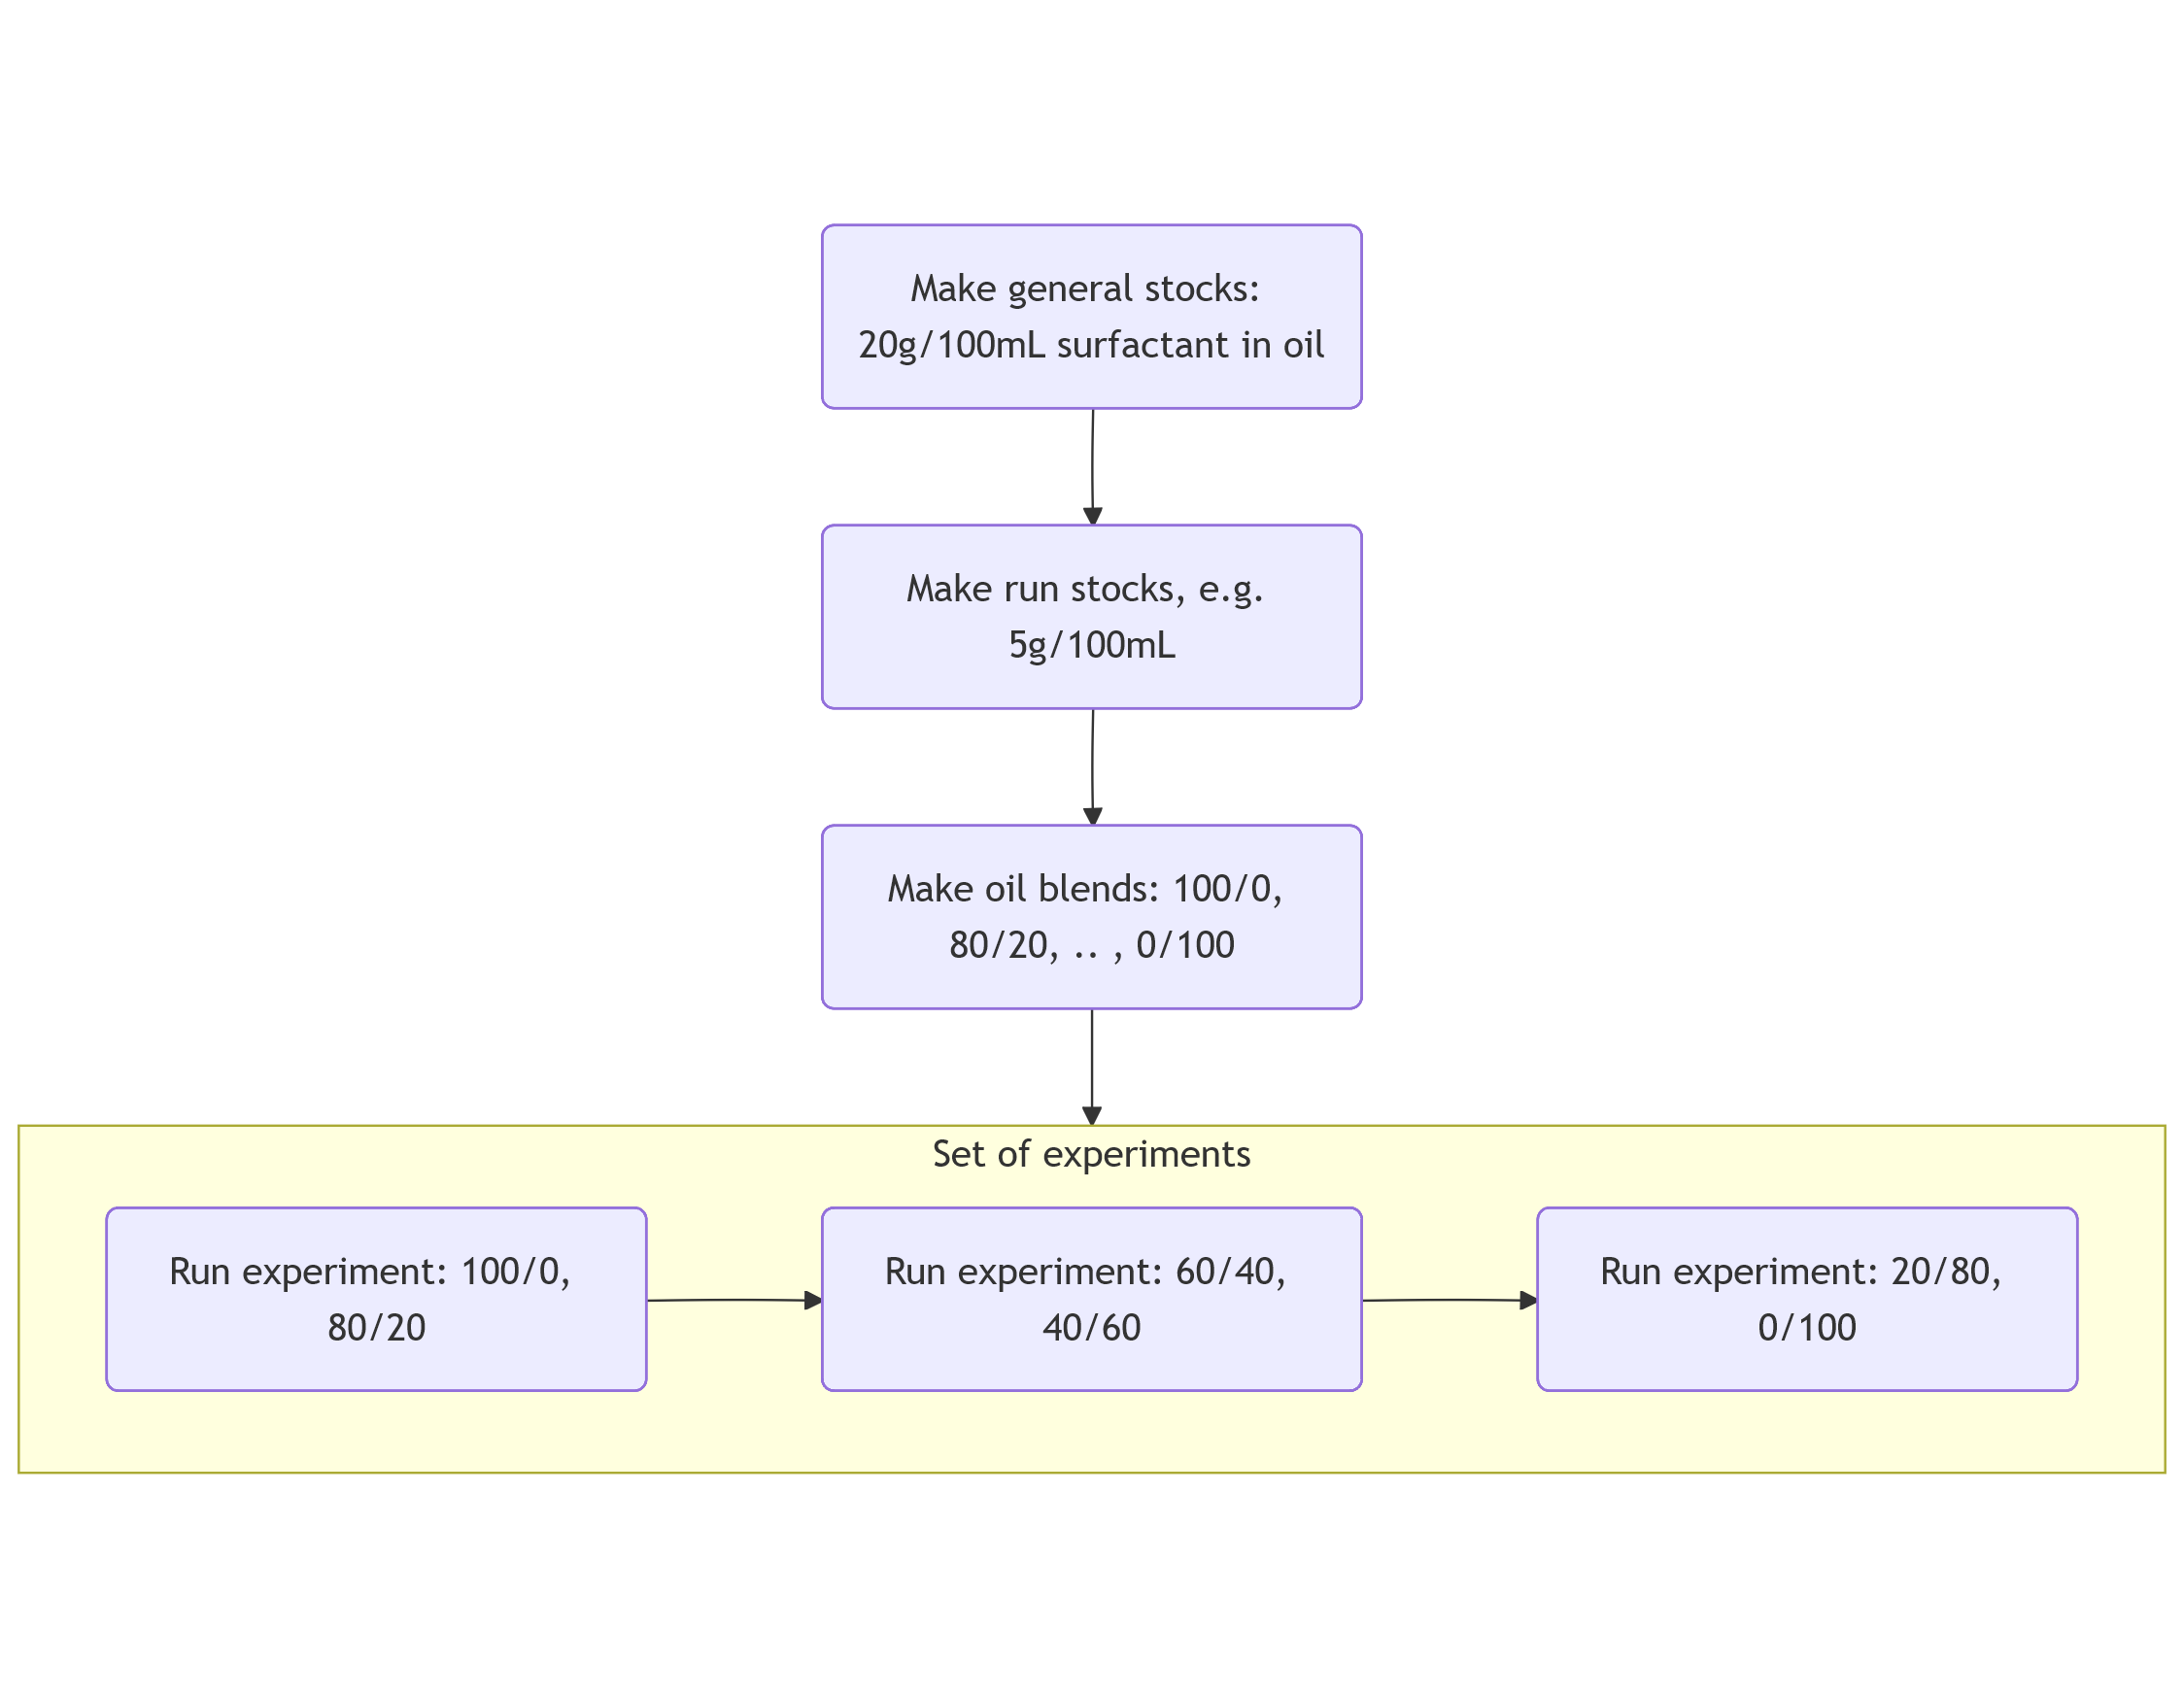 Make general stocks:
20g/100mL surfactant in oil
Make run stocks, e.g.
5g/100mL
Make oil blends: 100/0,
80/20, .. , 0/100
Set of experiments
Run experiment: 100/0,
80/20
Run experiment: 60/40,
40/60
Run experiment: 20/80,
0/100